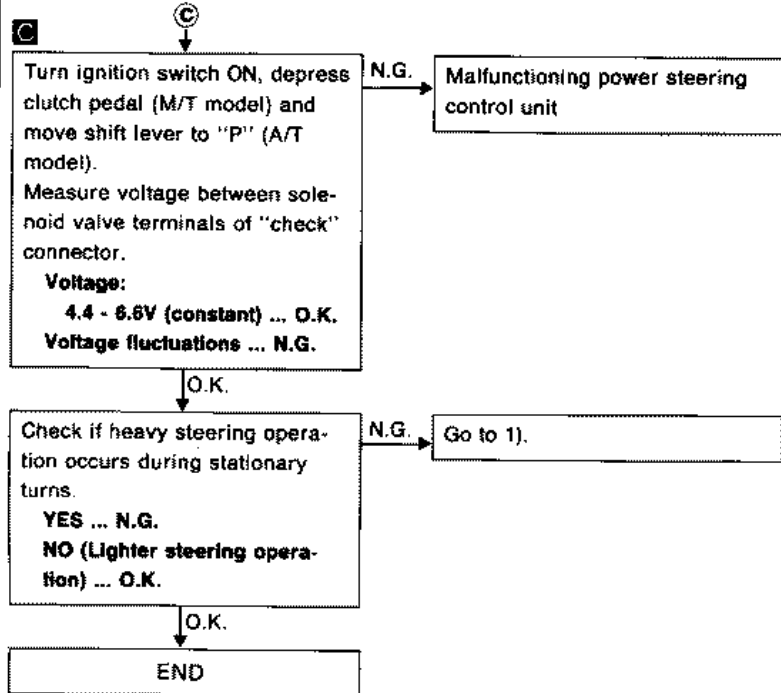 C
C
Turn ignition switch ON, depress
clutch pedal (M/T model) and
move shift lever to "P" (A/T
model).
Measure voltage between sole-
noid valve terminals of "check"
connector.
Voltage:
4.4 - 6.6V (constant) ... O.K.
Voltage fluctuations ... N.G.
N.G.
Malfunctioning power steering
control unit
O.K.
Check if heavy steering opera-
tion occurs during stationary
turns.
YES ... N.G.
NO (Lighter steering opera-
tion) ... O.K.
N.G.
Go to 1).
O.K.
END